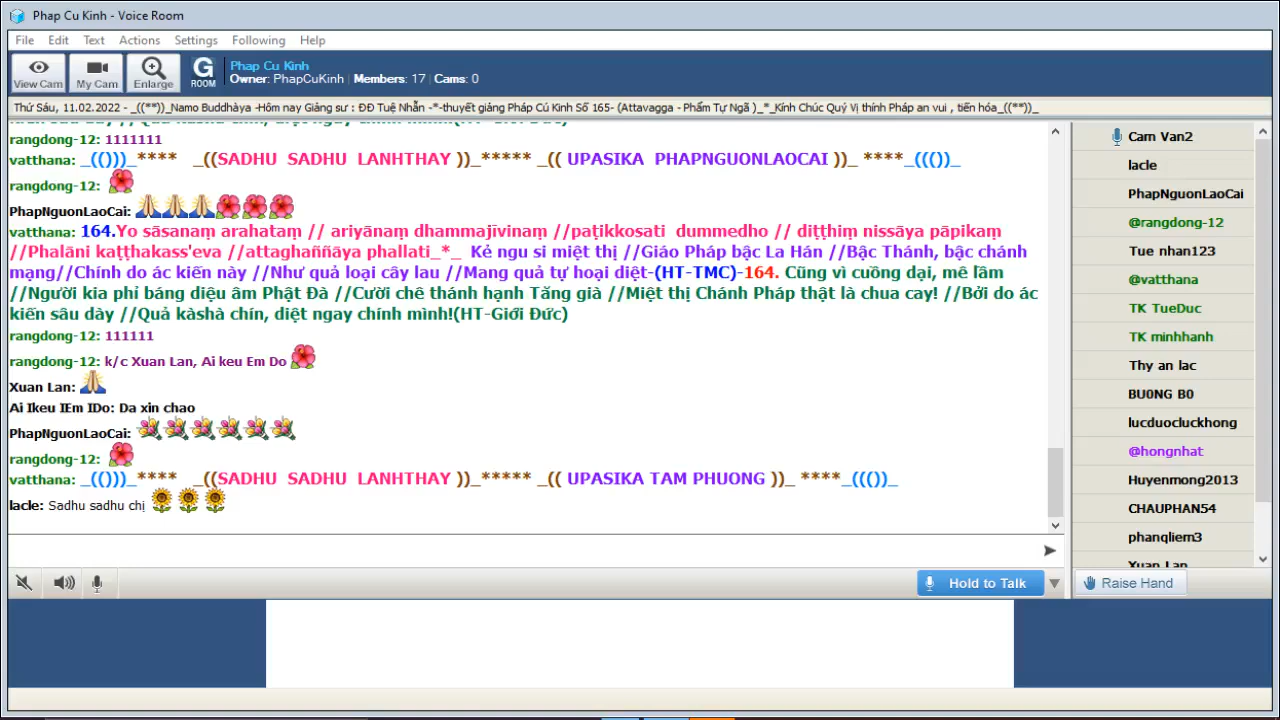 Phap Cu Kinh - Voice Room
File Edit Text Actions Settings Following Help
View Cam My Cam Enlarge G ROOM
Phap Cu Kinh
Owner: PhapCuKinh | Members: 17 | Cams: 0
Thứ Sáu, 11.02.2022 - _((**))_Namo Buddhàya -Hôm nay Giảng sư : ĐĐ Tuệ Nhẫn -*-thuyết giảng Pháp Cú Kinh Số 165- (Attavagga - Phẩm Tự Ngã )_*_Kính Chúc Quý Vị thính Pháp an vui , tiến hóa_((**))_
rangdong-12: 1111111
vatthana: _(()))_**** _((SADHU SADHU LANHTHAY ))_***** _(( UPASIKA PHAPNGUONLAOCAI ))_ ****_((())_
rangdong-12:
PhapNguonLaoCai:
vatthana: 164.Yo sāsanaṃ arahataṃ // ariyānaṃ dhammajīvinaṃ //paṭikkosati dummedho // diṭṭhiṃ nissāya pāpikaṃ
//Phalāni kaṭṭhakass'eva //attaghaññāya phallati_*_ Kẻ ngu si miệt thị //Giáo Pháp bậc La Hán //Bậc Thánh, bậc chánh
mạng//Chính do ác kiến này //Như quả loại cây lau //Mang quả tự hoại diệt-(HT-TMC)-164. Cũng vì cuồng dại, mê lầm
//Người kia phỉ báng diệu âm Phật Đà //Cười chê thánh hạnh Tăng già //Miệt thị Chánh Pháp thật là chua cay! //Bởi do ác
kiến sâu dày //Quả kàshà chín, diệt ngay chính mình!(HT-Giới Đức)
rangdong-12: 111111
rangdong-12: k/c Xuan Lan, Ai keu Em Do
Xuan Lan:
Ai Ikeu IEm IDo: Da xin chao
PhapNguonLaoCai:
rangdong-12:
vatthana: _(()))_**** _((SADHU SADHU LANHTHAY ))_***** _(( UPASIKA TAM PHUONG ))_ ****_((())_
lacle: Sadhu sadhu chị
Hold to Talk
Cam Van2
lacle
PhapNguonLaoCai
@rangdong-12
Tue nhan123
@vatthana
TK TueDuc
TK minhhanh
Thy an lac
BU0NG B0
lucduocluckhong
@hongnhat
Huyenmong2013
CHAUPHAN54
phanqliem3
Xuan Lan
Raise Hand